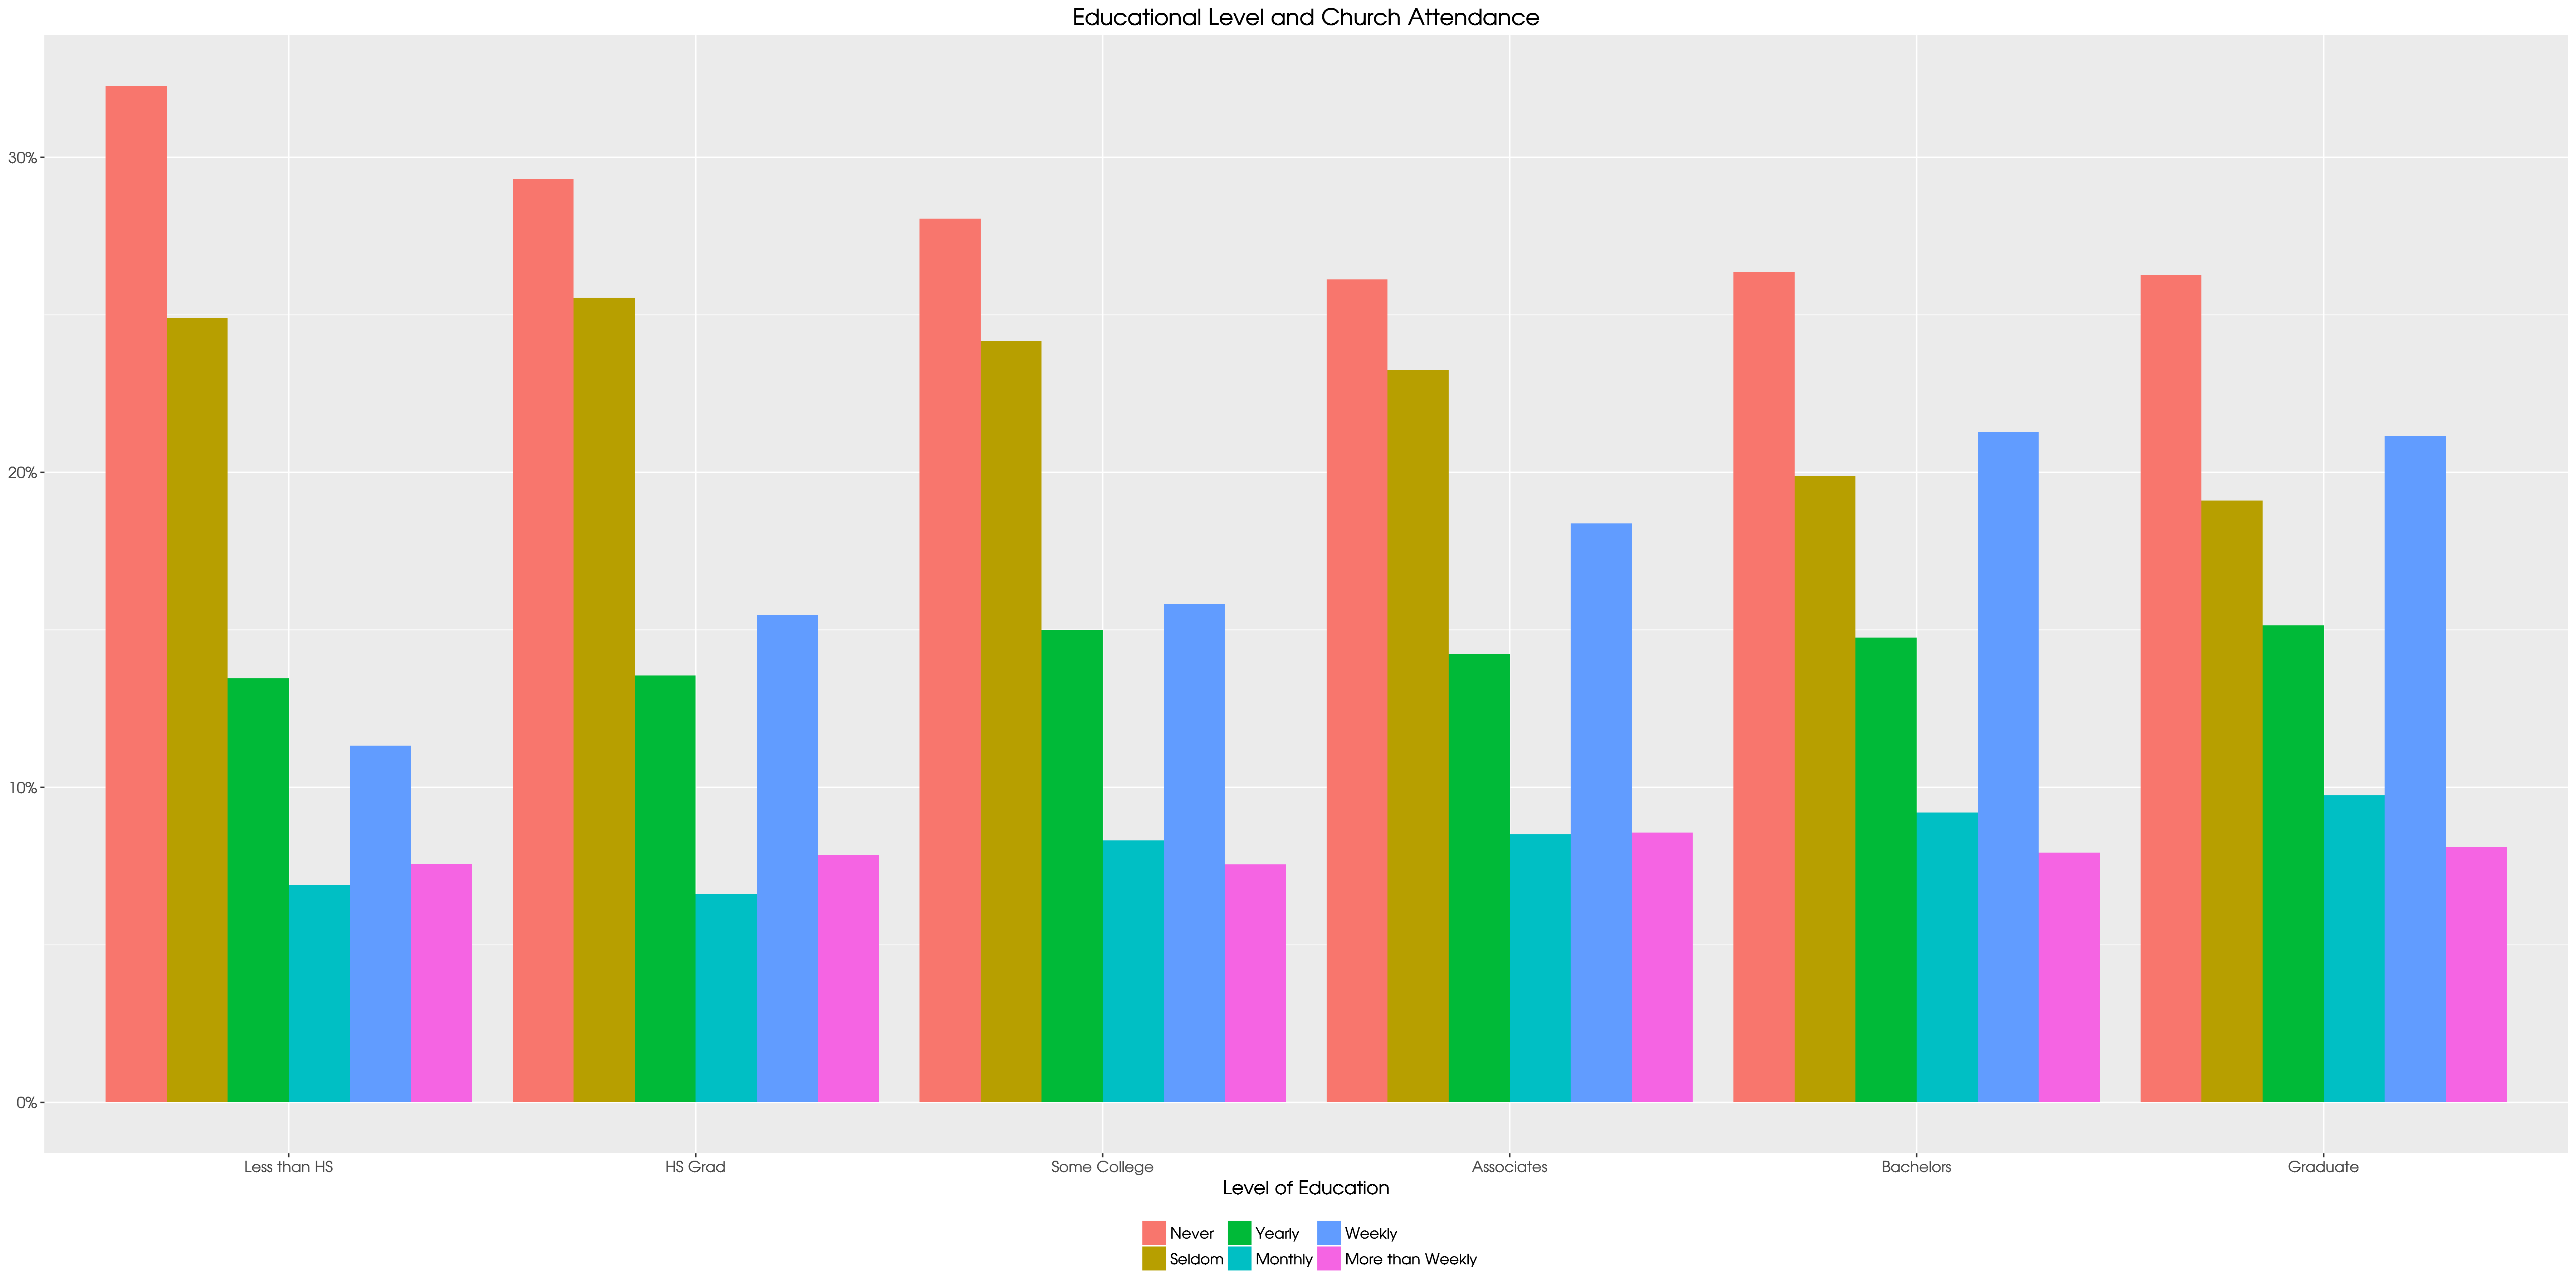 Educational Level and Church Attendance
30%
20%
10%
0%
Less than HS HS Grad Some College Associates Bachelors Graduate
Level of Education
Never Yearly Weekly
Seldom Monthly More than Weekly